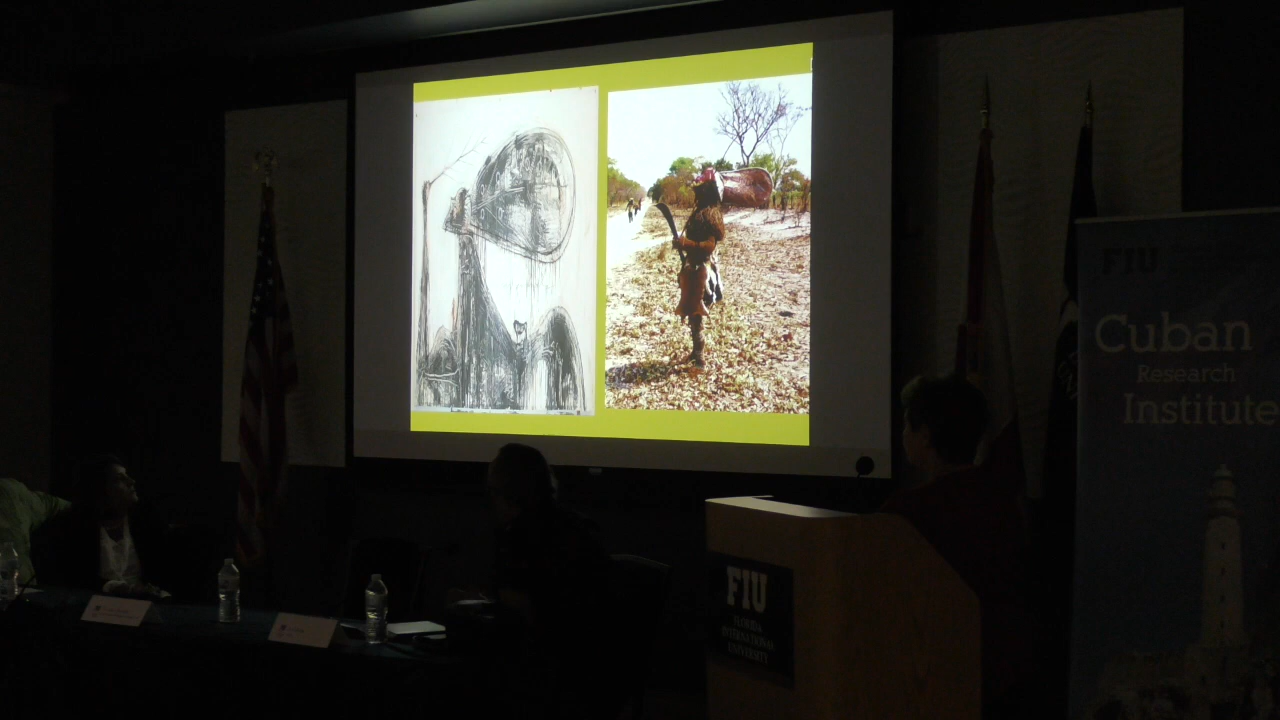 FIU
Cuban
Research
Institute
FIU
FLORIDA
INTERNATIONAL
UNIVERSITY